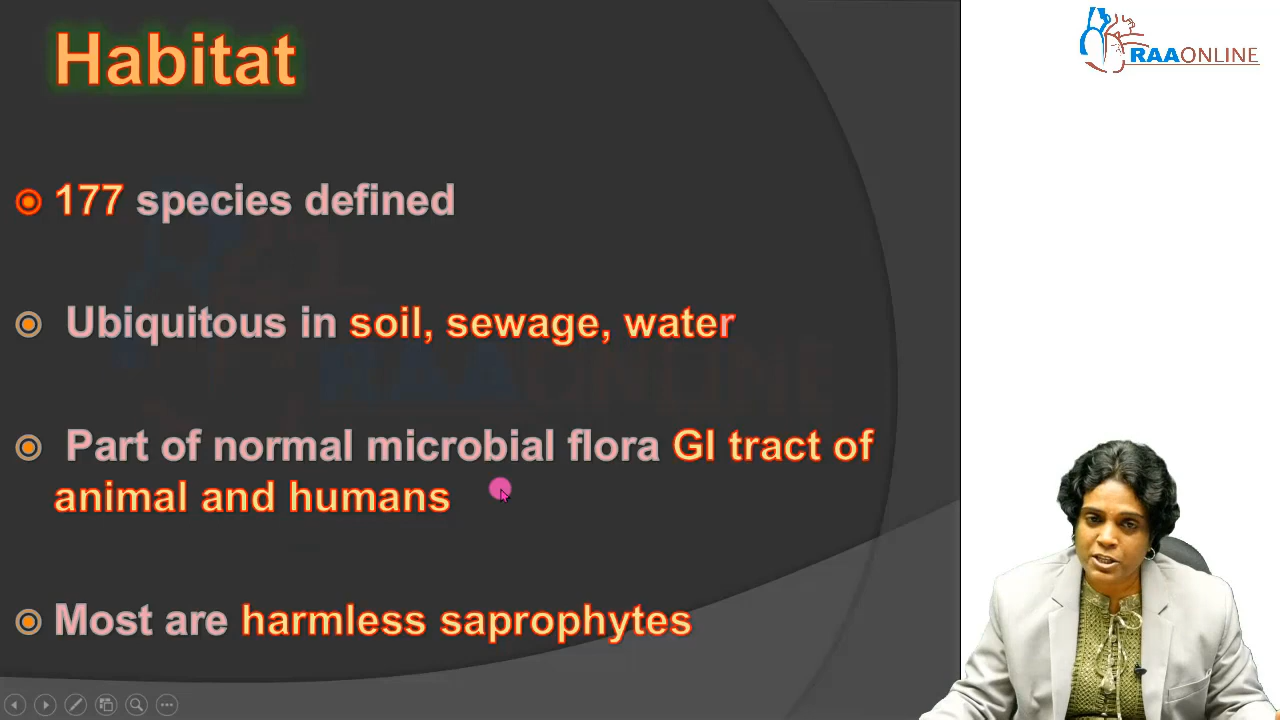 Habitat
RAAONLINE
177 species defined
Ubiquitous in soil, sewage, water
Part of normal microbial flora GI tract of
animal and humans
RAAONLINE
Most are harmless saprophytes